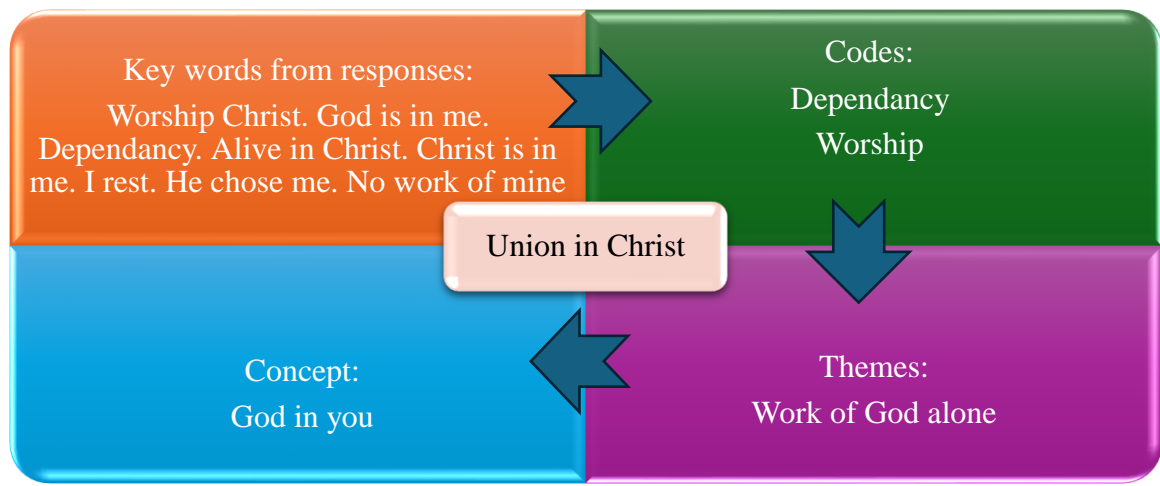 Key words from responses:
Worship Christ. God is in me.
Dependancy. Alive in Christ. Christ is in
me. I rest. He chose me. No work of mine
Codes:
Dependancy
Worship
Union in Christ
Concept:
God in you
Themes:
Work of God alone